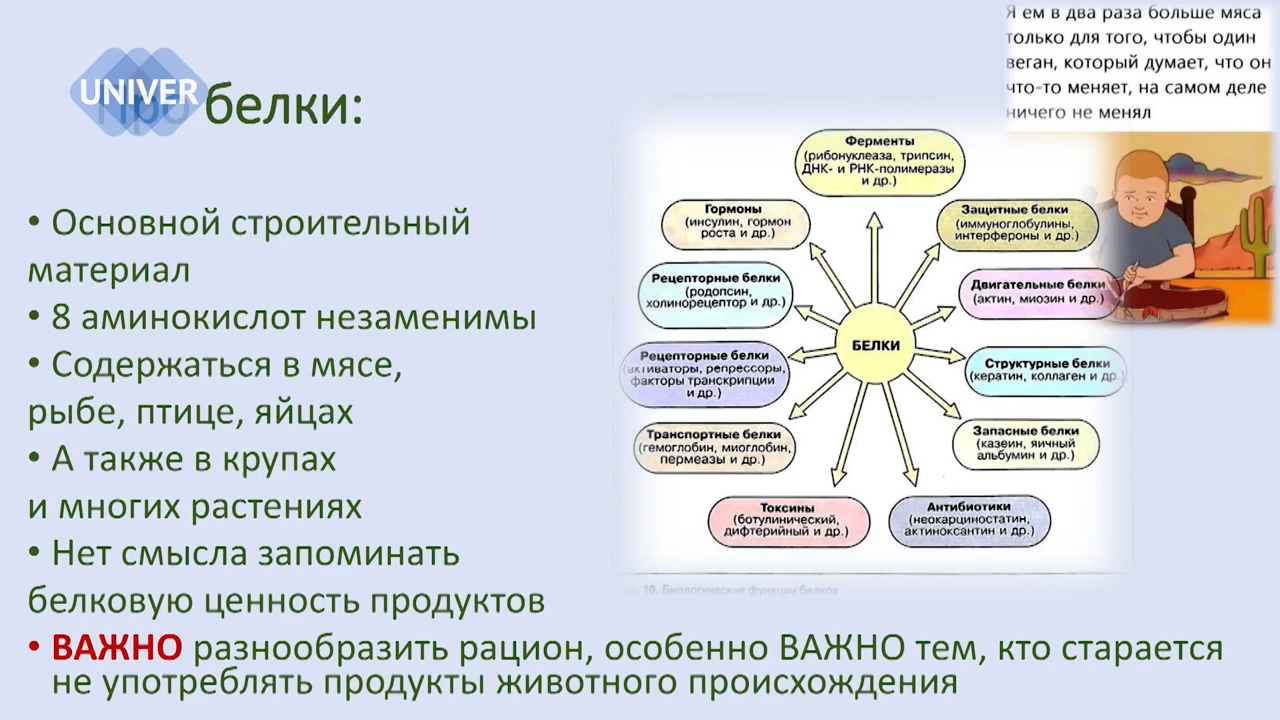 UNIVER
Про белки:
• Основной строительный
материал
• 8 аминокислот незаменимы
• Содержаться в мясе,
рыбе, птице, яйцах
• А также в крупах
и многих растениях
• Нет смысла запоминать
белковую ценность продуктов
• ВАЖНО разнообразить рацион, особенно ВАЖНО тем, кто старается
не употреблять продукты животного происхождения
Я ем в два раза больше мяса
только для того, чтобы один
веган, который думает, что он
что-то меняет, на самом деле
ничего не менял
Ферменты
(рибонуклеаза, трипсин,
ДНК- и РНК-полимеразы
и др.)
Гормоны
(инсулин, гормон
роста и др.)
Защитные белки
(иммуноглобулины,
интерфероны и др.)
Рецепторные белки
(родопсин,
холинорецептор и др.)
Двигательные белки
(актин, миозин и др.)
БЕЛКИ
Рецепторные белки
(активаторы, репрессоры,
факторы транскрипции
и др.)
Структурные белки
(кератин, коллаген и др.)
Транспортные белки
(гемоглобин, миоглобин,
пермеазы и др.)
Запасные белки
(казеин, яичный
альбумин и др.)
Токсины
(ботулинический,
дифтерийный и др.)
Антибиотики
(неокарциностатин,
актиноксантин и др.)
10. Биологические функции белков